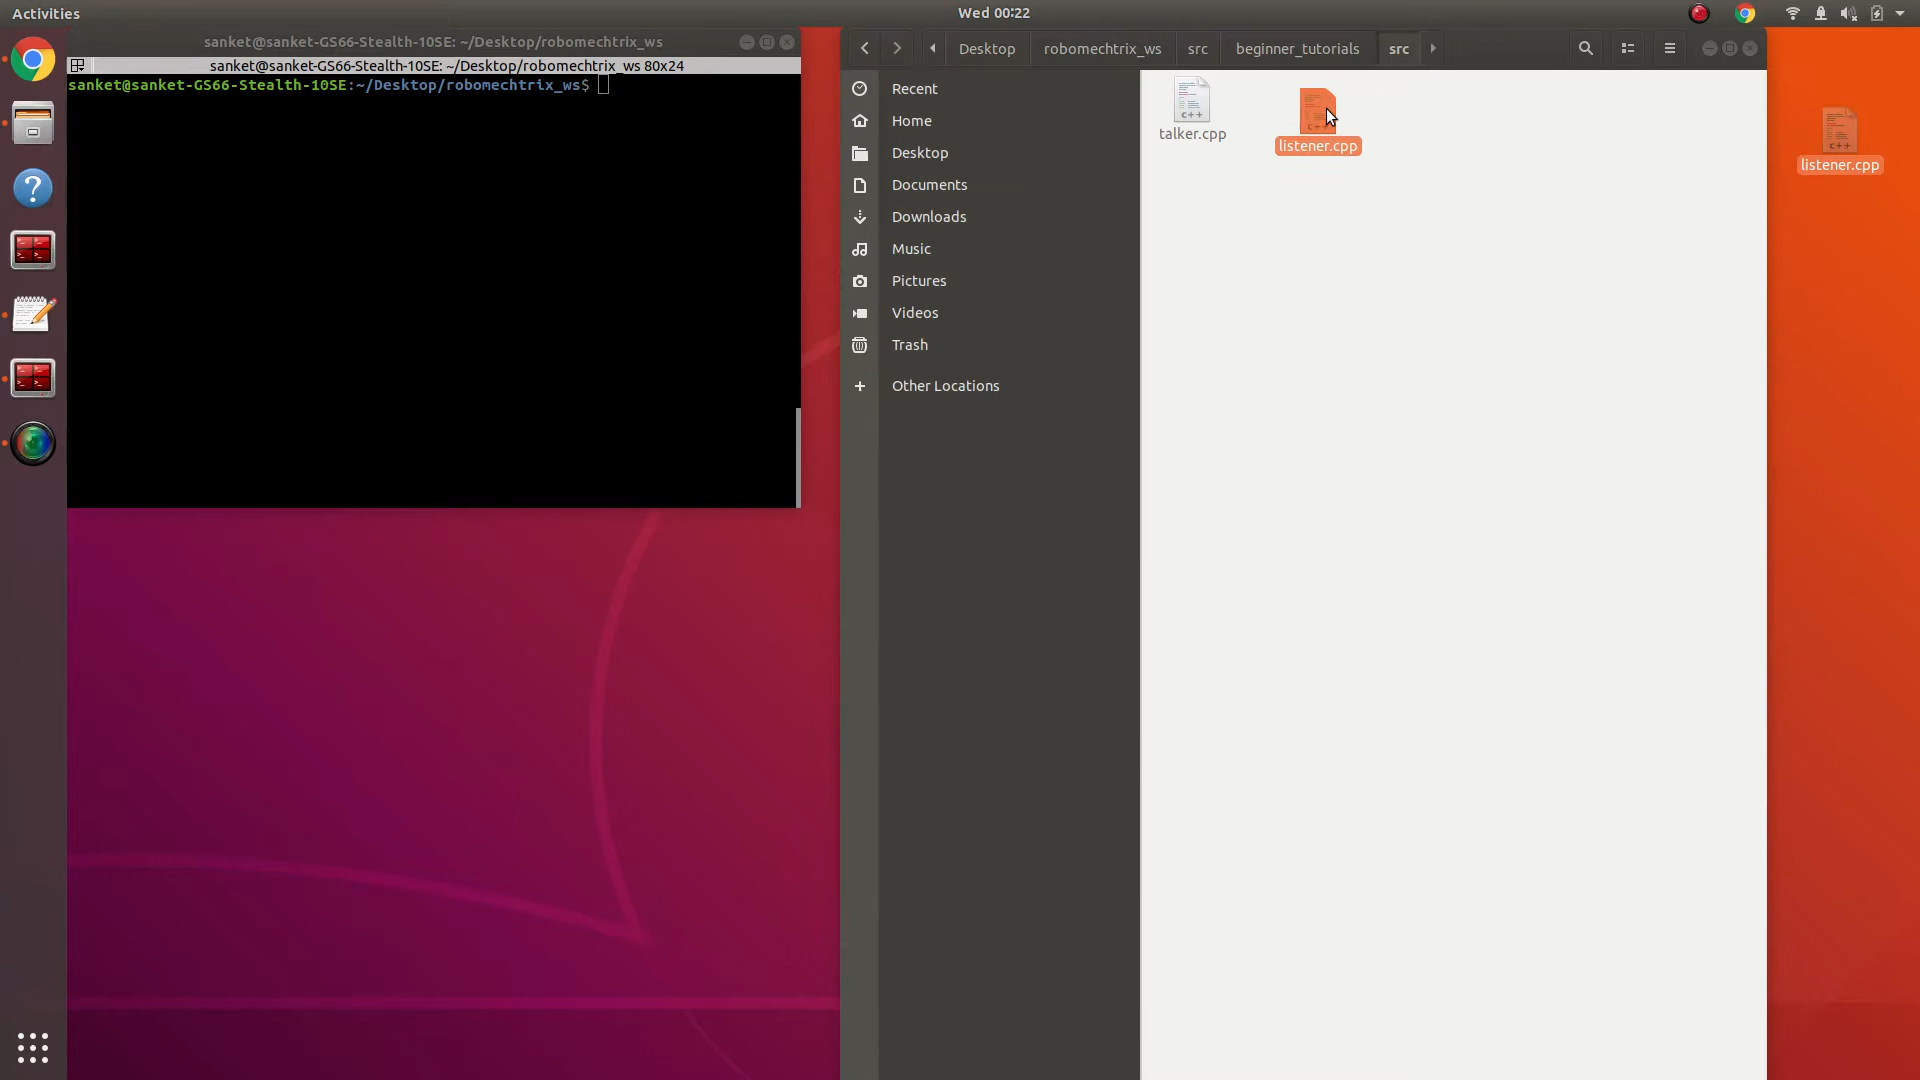 Activities
Wed 00:22
sanket@sanket-GS66-Stealth-10SE: ~/Desktop/robomechtrix_ws
sanket@sanket-GS66-Stealth-10SE: ~/Desktop/robomechtrix_ws 80x24
sanket@sanket-GS66-Stealth-10SE:~/Desktop/robomechtrix_ws$
Desktop
robomechtrix_ws
src
beginner_tutorials
src
Recent
Home
Desktop
Documents
Downloads
Music
Pictures
Videos
Trash
Other Locations
c++
talker.cpp
c++
listener.cpp
c++
listener.cpp